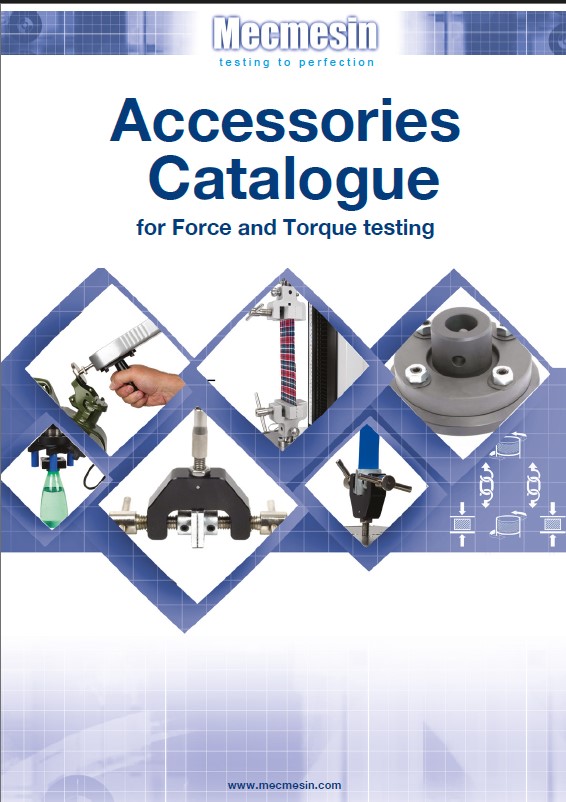 Mecmesin
testing to perfection
Accessories
Catalogue
for Force and Torque testing
www.mecmesin.com